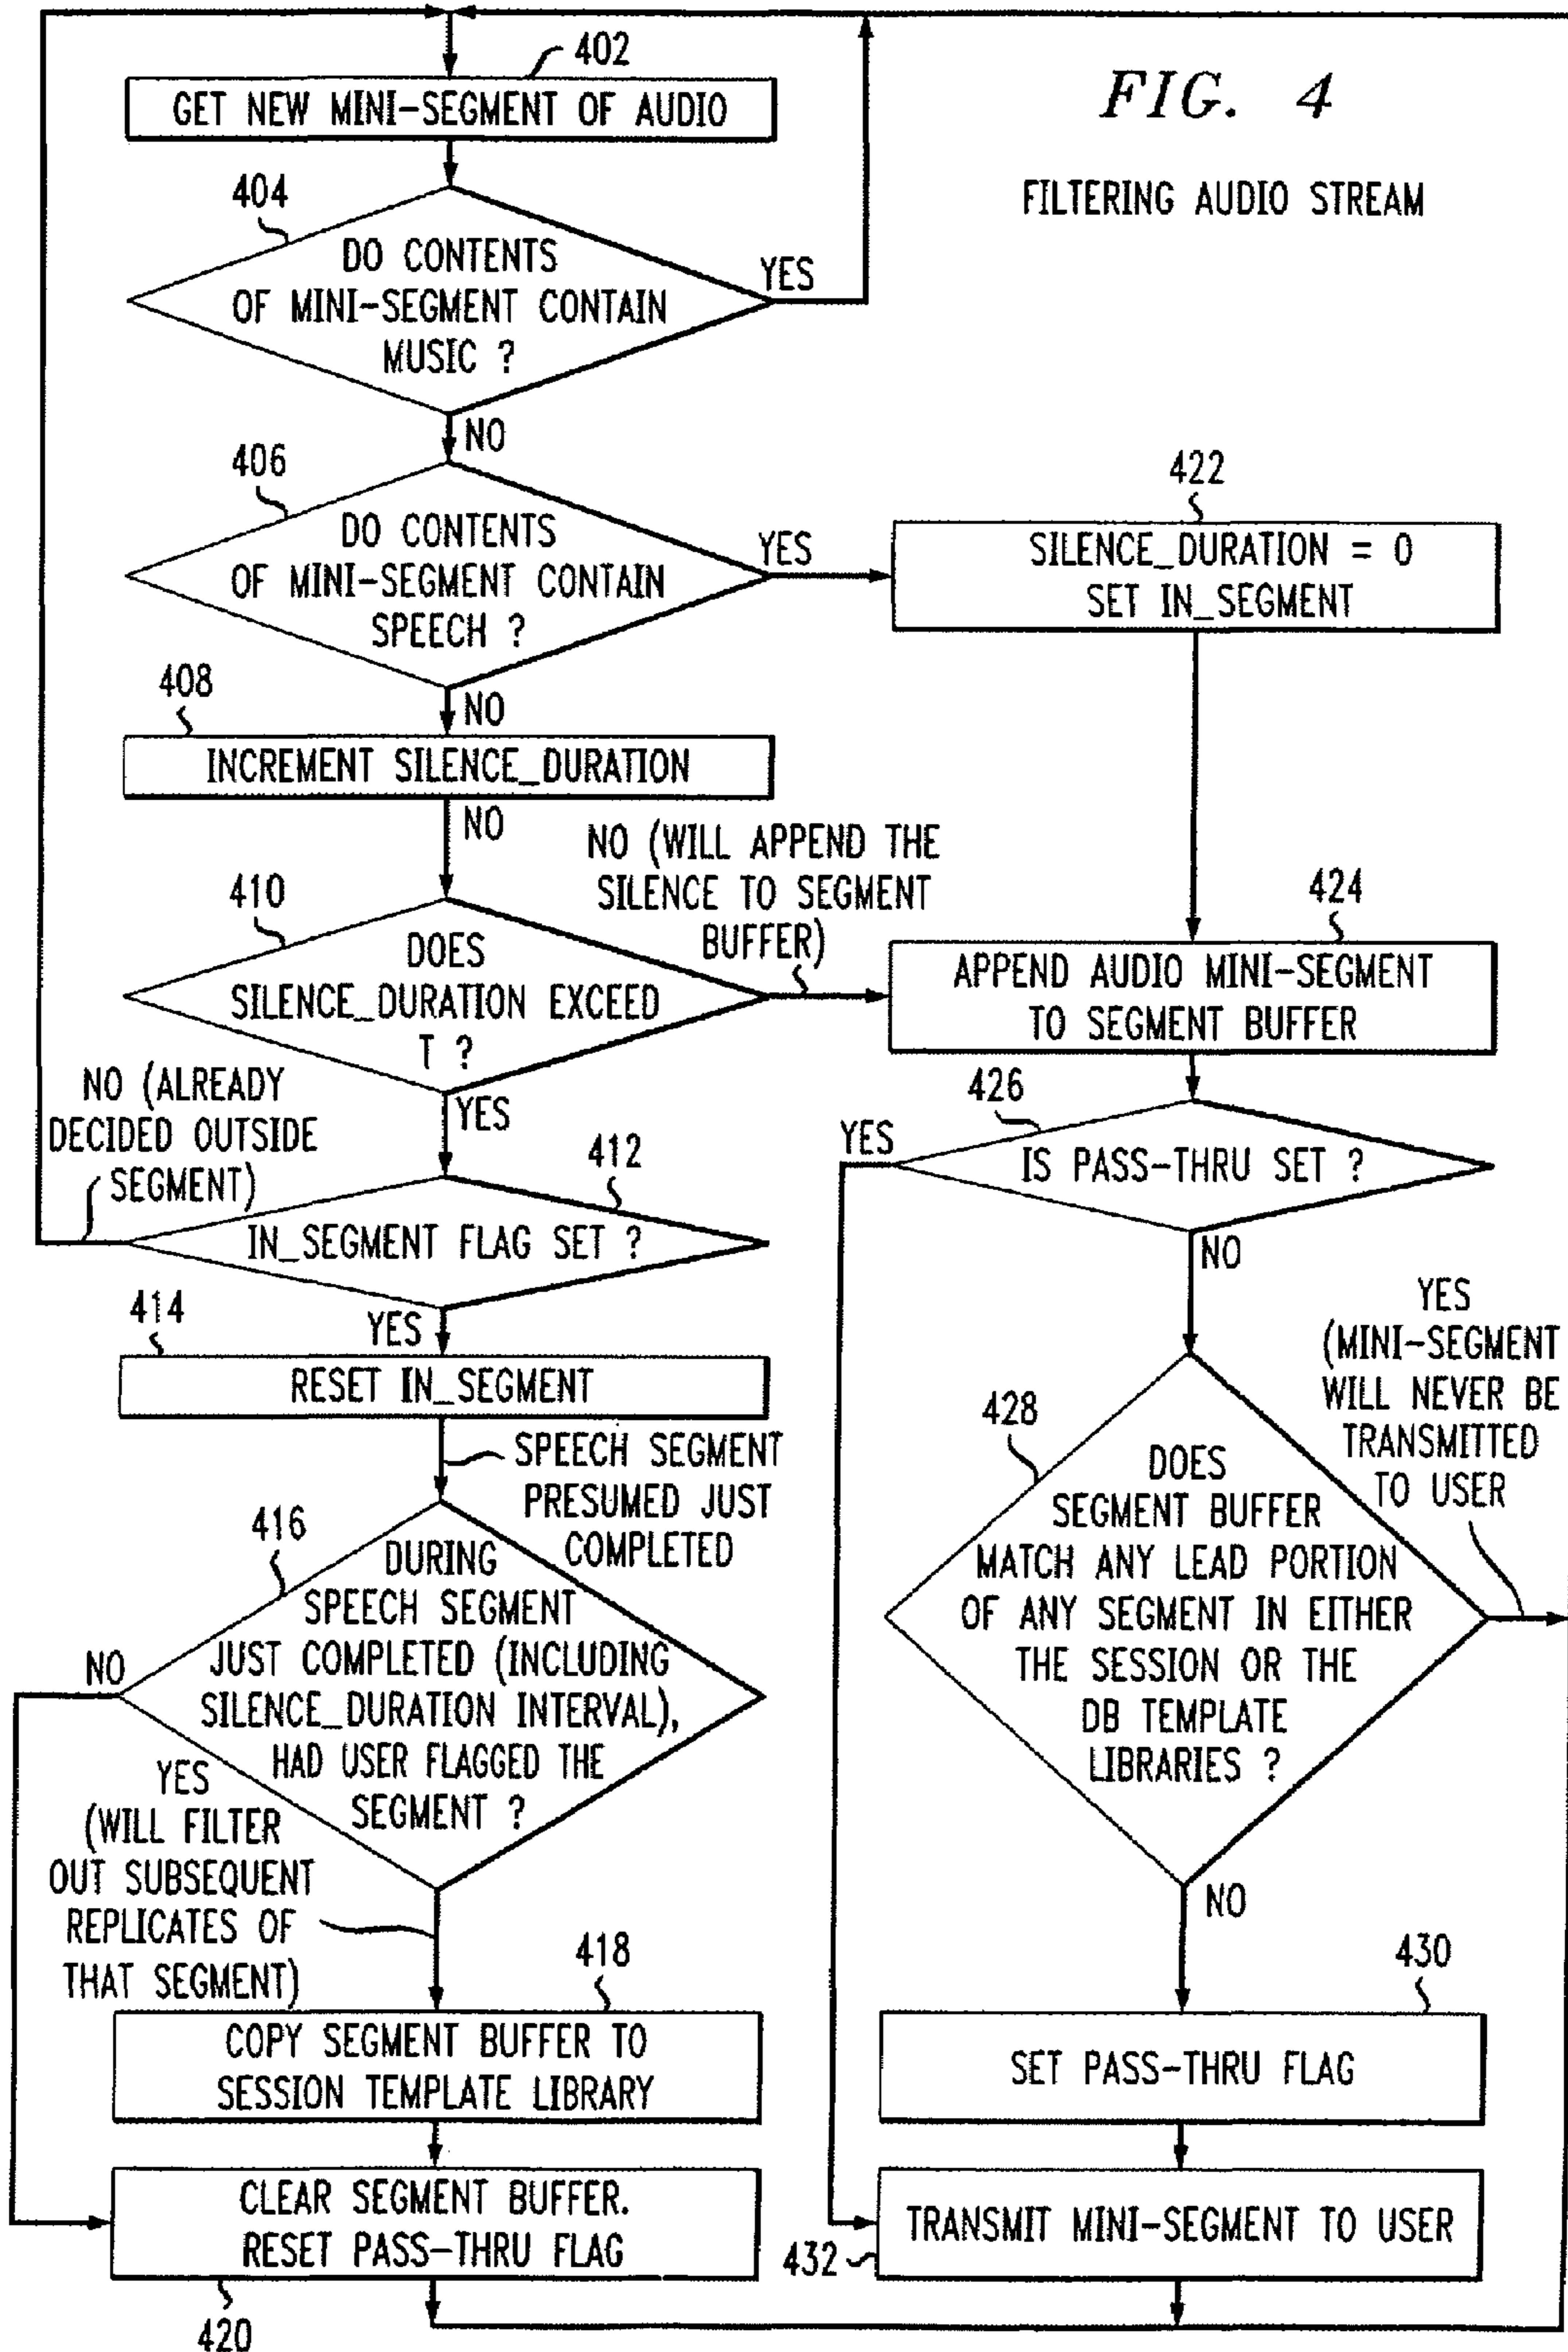 402
GET NEW MINI-SEGMENT OF AUDIO
FIG. 4
FILTERING AUDIO STREAM
404
DO CONTENTS
OF MINI-SEGMENT CONTAIN
MUSIC ?
YES
NO
406
DO CONTENTS
OF MINI-SEGMENT CONTAIN
SPEECH ?
YES
422
SILENCE_DURATION = 0
SET IN_SEGMENT
NO
408
INCREMENT SILENCE_DURATION
NO
410
DOES
SILENCE_DURATION EXCEED
T ?
NO (WILL APPEND THE
SILENCE TO SEGMENT
BUFFER)
424
APPEND AUDIO MINI-SEGMENT
TO SEGMENT BUFFER
YES
NO (ALREADY
DECIDED OUTSIDE
SEGMENT)
412
IN_SEGMENT FLAG SET ?
426
IS PASS-THRU SET ?
YES
NO
YES
414
RESET IN_SEGMENT
SPEECH SEGMENT
PRESUMED JUST
COMPLETED
416
DURING
SPEECH SEGMENT
JUST COMPLETED (INCLUDING
SILENCE_DURATION INTERVAL),
HAD USER FLAGGED THE
SEGMENT ?
NO
YES
(WILL FILTER
OUT SUBSEQUENT
REPLICATES OF
THAT SEGMENT)
428
DOES
SEGMENT BUFFER
MATCH ANY LEAD PORTION
OF ANY SEGMENT IN EITHER
THE SESSION OR THE
DB TEMPLATE
LIBRARIES ?
YES
(MINI-SEGMENT
WILL NEVER BE
TRANSMITTED
TO USER
NO
418
COPY SEGMENT BUFFER TO
SESSION TEMPLATE LIBRARY
430
SET PASS-THRU FLAG
CLEAR SEGMENT BUFFER.
RESET PASS-THRU FLAG
420
TRANSMIT MINI-SEGMENT TO USER
432